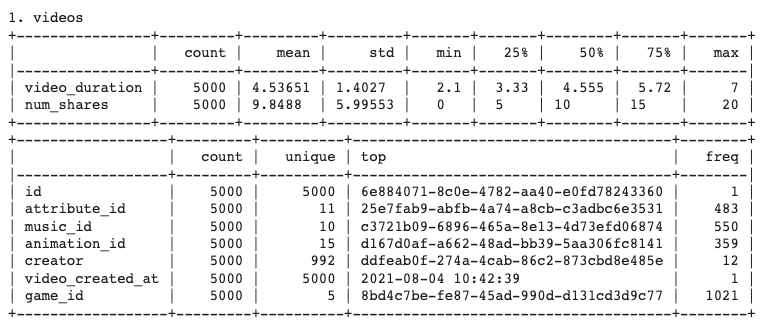 1. videos
+----------------+---------+---------+---------+-------+-------+--------+--------+-------+
|                |   count |    mean |     std |   min |   25% |    50% |    75% |   max |
|----------------+---------+---------+---------+-------+-------+--------+--------+-------|
| video_duration |    5000 | 4.53651 | 1.4027  |   2.1 |  3.33 |  4.555 |   5.72 |     7 |
| num_shares     |    5000 | 9.8488  | 5.99553 |   0   |  5    | 10     |  15    |    20 |
+----------------+---------+---------+---------+-------+-------+--------+--------+-------+
+------------------+---------+----------+--------------------------------------+--------+
|                  |   count |   unique | top                                  |   freq |
|------------------+---------+----------+--------------------------------------+--------|
| id               |    5000 |     5000 | 6e884071-8c0e-4782-aa40-e0fd78243360 |      1 |
| attribute_id     |    5000 |       11 | 25e7fab9-abfb-4a74-a8cb-c3adbc6e3531 |    483 |
| music_id         |    5000 |       10 | c3721b09-6896-465a-8e13-4d73efd06874 |    550 |
| animation_id     |    5000 |       15 | d167d0af-a662-48ad-bb39-5aa306fc8141 |    359 |
| creator          |    5000 |      992 | ddfeab0f-274a-4cab-86c2-873cbd8e485e |     12 |
| video_created_at |    5000 |     5000 | 2021-08-04 10:42:39                  |      1 |
| game_id          |    5000 |        5 | 8bd4c7be-fe87-45ad-990d-d131cd3d9c77 |   1021 |
+------------------+---------+----------+--------------------------------------+--------+